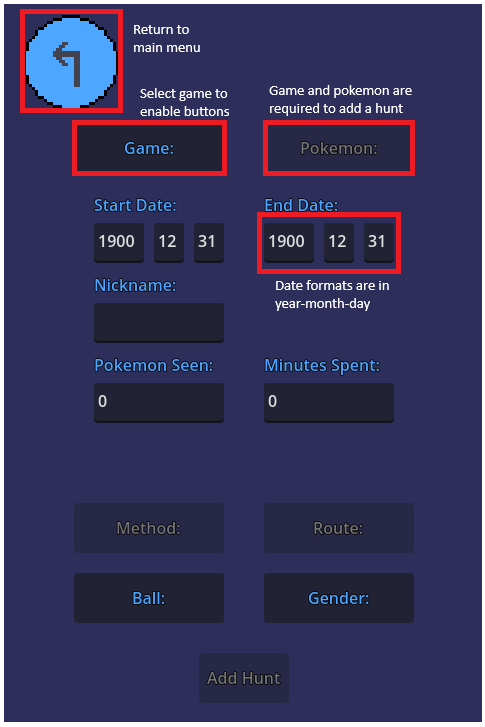 Return to
main menu
Select game to
enable buttons
Game and pokemon are
required to add a hunt
Game:
Pokemon:
Start Date:
End Date:
1900 12 31
1900 12 31
Nickname:
Date formats are in
year-month-day
Pokemon Seen:
Minutes Spent:
0
0
Method:
Route:
Ball:
Gender:
Add Hunt